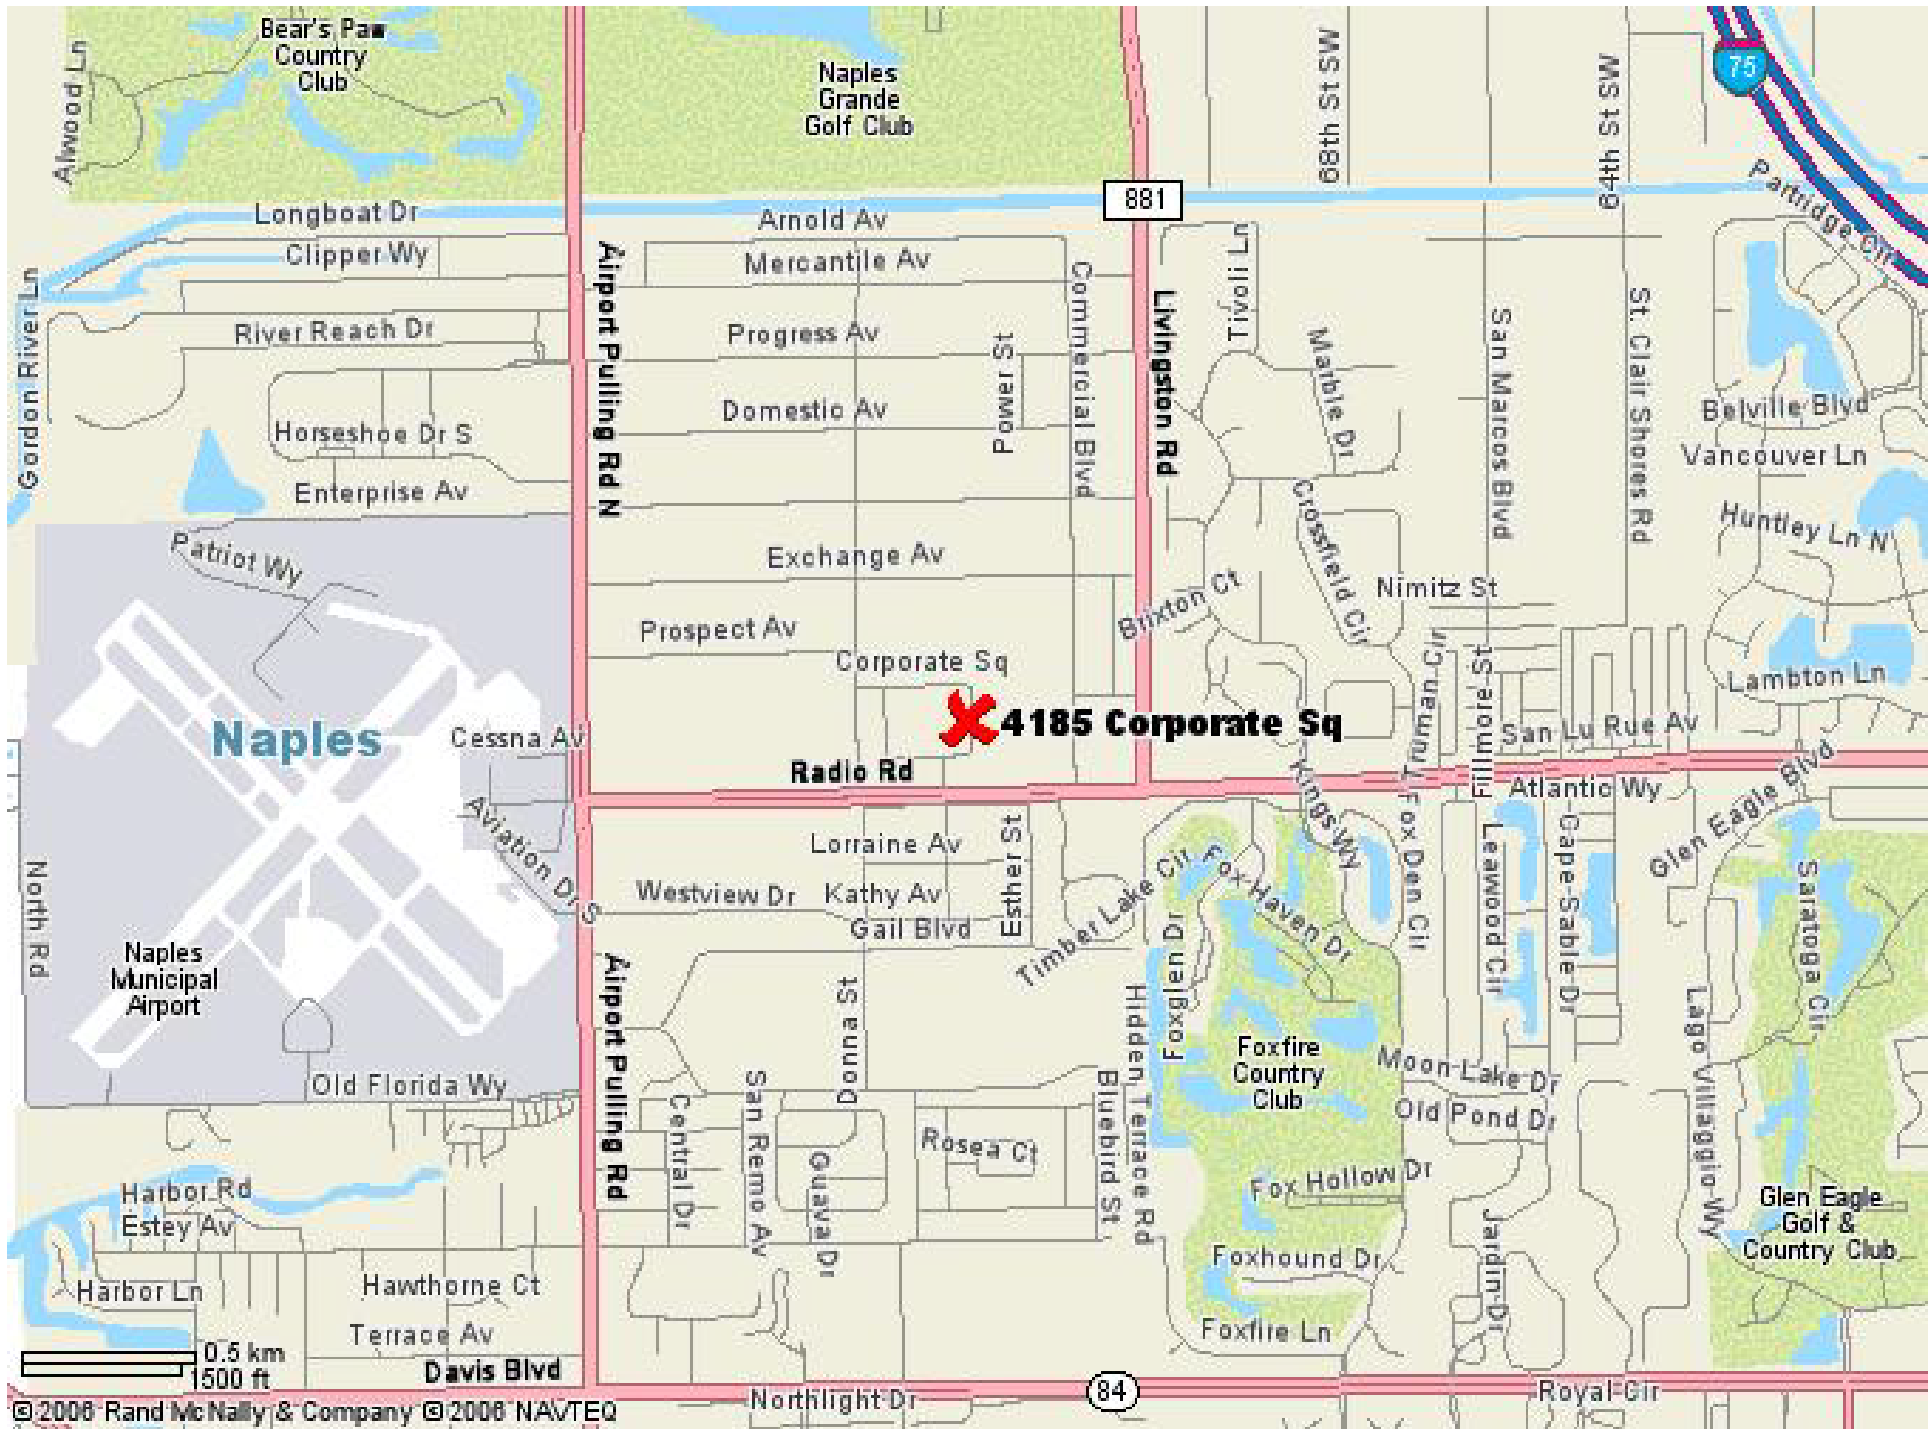 Bear's Paw
Country
Club
Alwood Ln
Naples
Grande
Golf Club
68th St SW
64th St SW
75
Partridge Cir
881
Longboat Dr
Clipper Wy
Arnold Av
Mercantile Av
Gordon River Ln
River Reach Dr
Airport Pulling Rd N
Progress Av
Power St
Commercial Blvd
Livingston Rd
Tivoli Ln
Marble Dr
San Marcos Blvd
St. Clair Shores Rd
Belville Blvd
Vancouver Ln
Domestic Av
Horseshoe Dr S
Enterprise Av
Patriot Wy
Exchange Av
Crossfield Cir
Huntley Ln N
Nimitz St
Brixton Ct
Prospect Av
Corporate Sq
Truman Cir
Fillmore St
Lambton Ln
4185 Corporate Sq
San Lu Rue Av
Naples
Cessna Av
Radio Rd
Kings Wy
Atlantic Wy
Glen Eagle Blvd
Aviation Dr S
Lorraine Av
Esther St
Timber Lake Cir
Fox Haven Dr
Fox Den Cir
Leawood Cir
Cape Sable Dr
Saratoga Cir
Westview Dr
Kathy Av
Gail Blvd
North Rd
Naples
Municipal
Airport
Airport Pulling Rd
Donna St
Hidden Terrace Rd
Foxglen Dr
Foxfire
Country
Club
Moon Lake Dr
Old Pond Dr
Lago Villaggio Wy
Old Florida Wy
Central Dr
San Remo Av
Guava Dr
Rosea Ct
Bluebird St
Fox Hollow Dr
Jardin Dr
Glen Eagle
Golf &
Country Club
Harbor Rd
Estey Av
Harbor Ln
Hawthorne Ct
Foxhound Dr
Foxfire Ln
Terrace Av
0.5 km
1500 ft
Davis Blvd
Northlight Dr
84
Royal Cir
© 2006 Rand McNally & Company © 2006 NAVTEQ